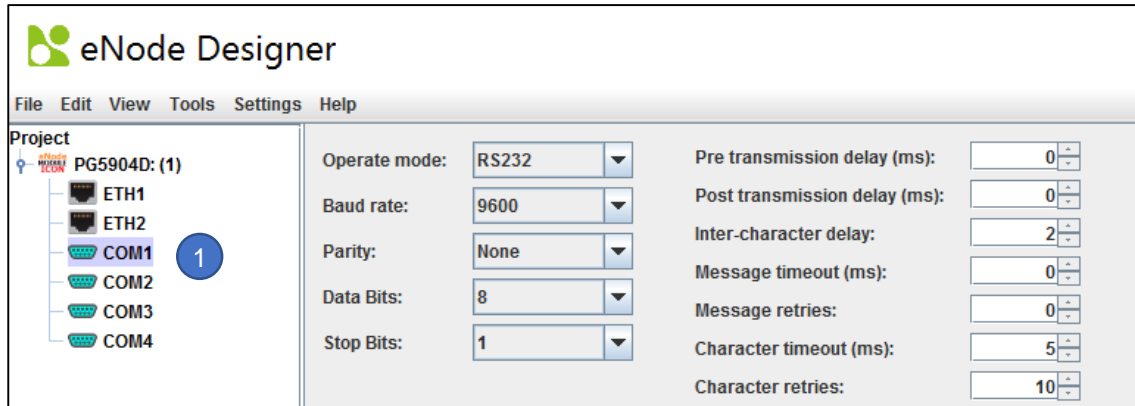 eNode Designer
File Edit View Tools Settings Help
Project
eNode MODULE ICON PG5904D: (1)
ETH1
ETH2
COM1 1
COM2
COM3
COM4
Operate mode: RS232
Baud rate: 9600
Parity: None
Data Bits: 8
Stop Bits: 1
Pre transmission delay (ms): 0
Post transmission delay (ms): 0
Inter-character delay: 2
Message timeout (ms): 0
Message retries: 0
Character timeout (ms): 5
Character retries: 10